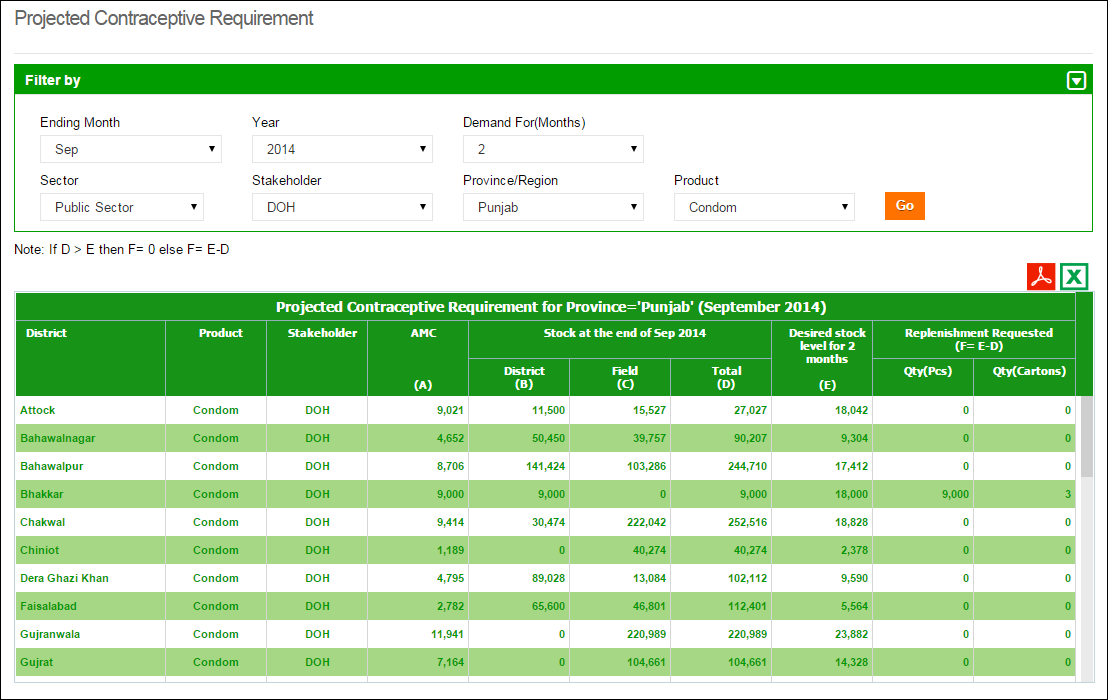 Projected Contraceptive Requirement
Filter by
Ending Month Year Demand For(Months)
Sep 2014 2
Sector Stakeholder Province/Region Product
Public Sector DOH Punjab Condom Go
Note: If D > E then F= 0 else F= E-D
Projected Contraceptive Requirement for Province='Punjab' (September 2014)
District Product Stakeholder AMC Stock at the end of Sep 2014 Desired stock Replenishment Requested
level for 2 (F= E-D)
months
District Field Total Qty(Pcs) Qty(Cartons)
(A) (B) (C) (D) (E)
Attock Condom DOH 9,021 11,500 15,527 27,027 18,042 0 0
Bahawalnagar Condom DOH 4,652 50,450 39,757 90,207 9,304 0 0
Bahawalpur Condom DOH 8,706 141,424 103,286 244,710 17,412 0 0
Bhakkar Condom DOH 9,000 9,000 0 9,000 18,000 9,000 3
Chakwal Condom DOH 9,414 30,474 222,042 252,516 18,828 0 0
Chiniot Condom DOH 1,189 0 40,274 40,274 2,378 0 0
Dera Ghazi Khan Condom DOH 4,795 89,028 13,084 102,112 9,590 0 0
Faisalabad Condom DOH 2,782 65,600 46,801 112,401 5,564 0 0
Gujranwala Condom DOH 11,941 0 220,989 220,989 23,882 0 0
Gujrat Condom DOH 7,164 0 104,661 104,661 14,328 0 0